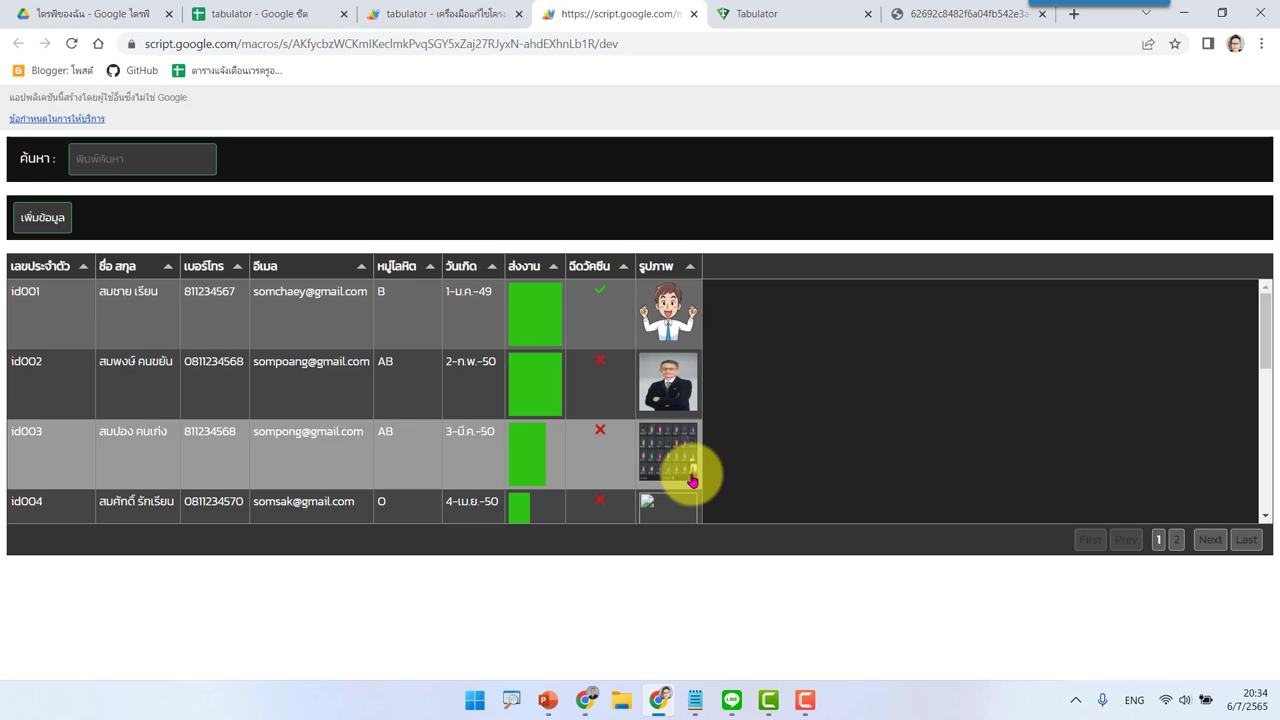 ไดรฟ์ของฉัน - Google ไดรฟ์
tabulator - Google ชีต
tabulator - เครื่องมือแก้ไขโครง
https://script.google.com/m
Tabulator
62692c8482f6a04fb542e3a
script.google.com/macros/s/AKfycbzWCKmIKeclmkPvqSGY5xZaj27RJyxN-ahdEXhnLb1R/dev
Blogger: โพสต์
GitHub
ตารางแจ้งเตือนเวรครูอ...
แอปพลิเคชันนี้สร้างโดยผู้ใช้อื่นซึ่งไม่ใช่ Google
ข้อกำหนดในการให้บริการ
ค้นหา : พิมพ์ค้นหา
เพิ่มข้อมูล
เลขประจำตัว ชื่อ สกุล เบอร์โทร อีเมล หมู่โลหิต วันเกิด ส่งงาน ฉีดวัคซีน รูปภาพ
id001 สมชาย เรียน 811234567 somchaey@gmail.com B 1-ม.ค.-49
id002 สมพงษ์ คนขยัน 0811234568 sompoang@gmail.com AB 2-ก.พ.-50
id003 สมปอง คนเก่ง 811234568 sompong@gmail.com AB 3-มี.ค.-50
id004 สมศักดิ์ รักเรียน 0811234570 somsak@gmail.com O 4-เม.ย.-50
First Prev 1 2 Next Last
ENG
20:34
6/7/2565